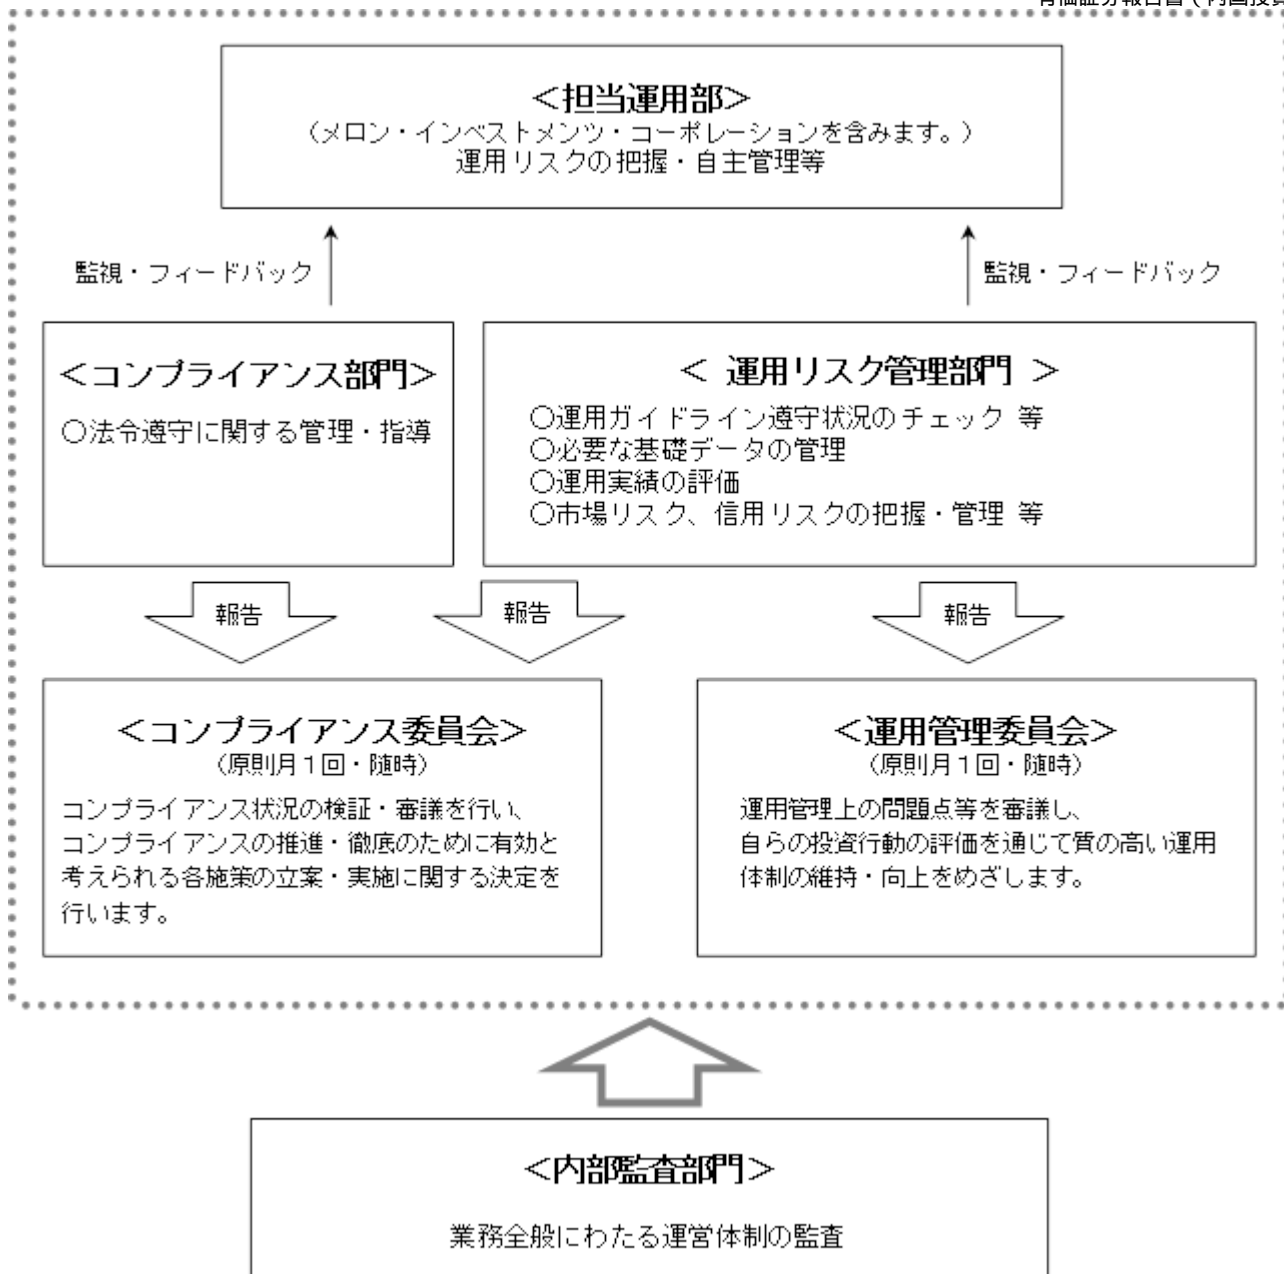 ＜担当運用部＞
（メロン・インベストメンツ・コーポレーションを含みます。）
運用リスクの把握・自主管理等
監視・フィードバック
監視・フィードバック
＜コンプライアンス部門＞
○法令遵守に関する管理・指導
＜ 運用リスク管理部門 ＞
○運用ガイドライン遵守状況のチェック 等
○必要な基礎データの管理
○運用実績の評価
○市場リスク、信用リスクの把握・管理 等
報告
報告
報告
＜コンプライアンス委員会＞
（原則月１回・随時）
コンプライアンス状況の検証・審議を行い、
コンプライアンスの推進・徹底のために有効と
考えられる各施策の立案・実施に関する決定を
行います。
＜運用管理委員会＞
（原則月１回・随時）
運用管理上の問題点等を審議し、
自らの投資行動の評価を通じて質の高い運用
体制の維持・向上をめざします。
＜内部監査部門＞
業務全般にわたる運営体制の監査